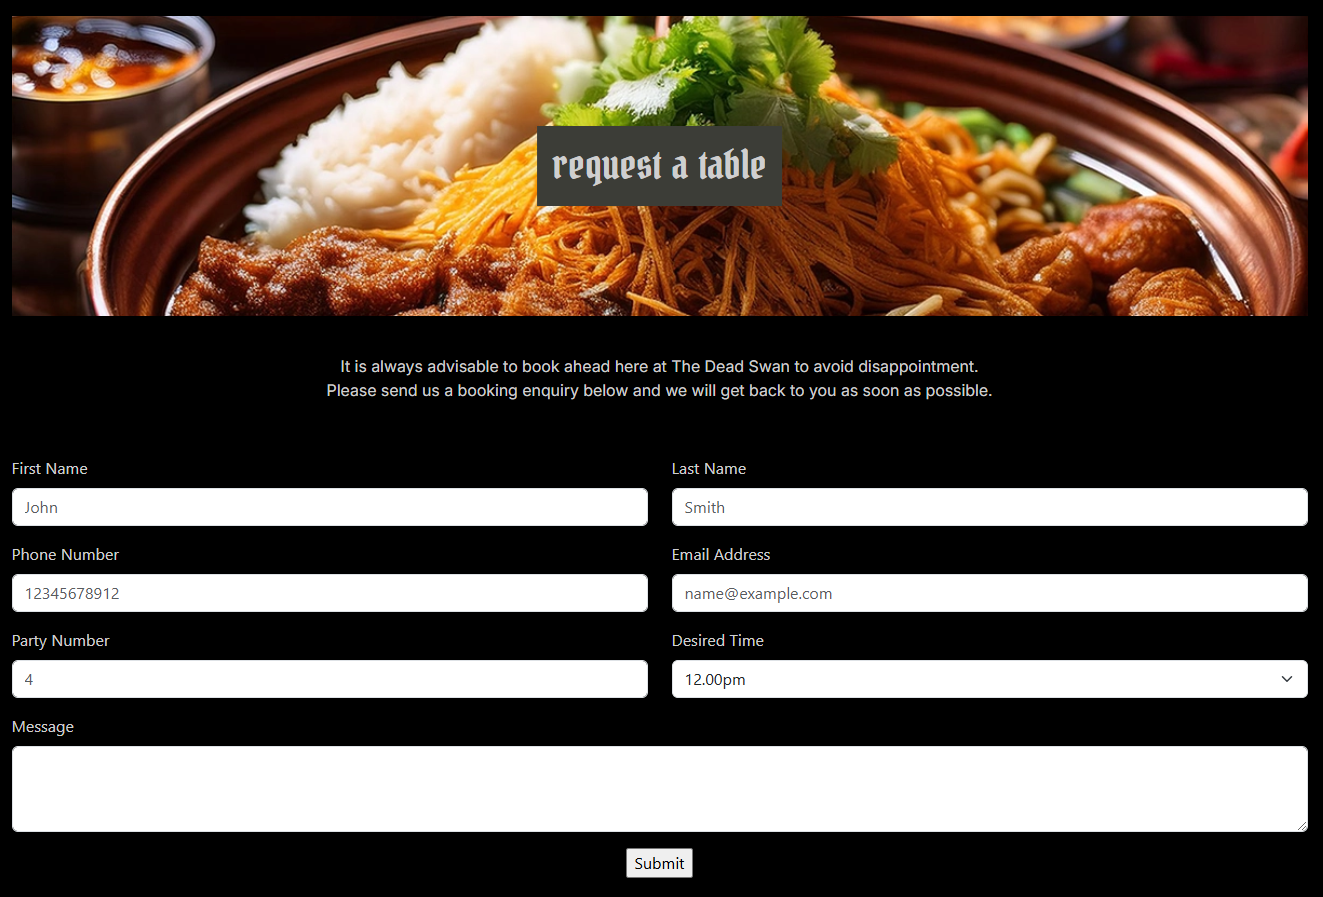 request a table
It is always advisable to book ahead here at The Dead Swan to avoid disappointment.
Please send us a booking enquiry below and we will get back to you as soon as possible.
First Name
Last Name
John
Smith
Phone Number
Email Address
12345678912
name@example.com
Party Number
Desired Time
4
12.00pm
Message
Submit